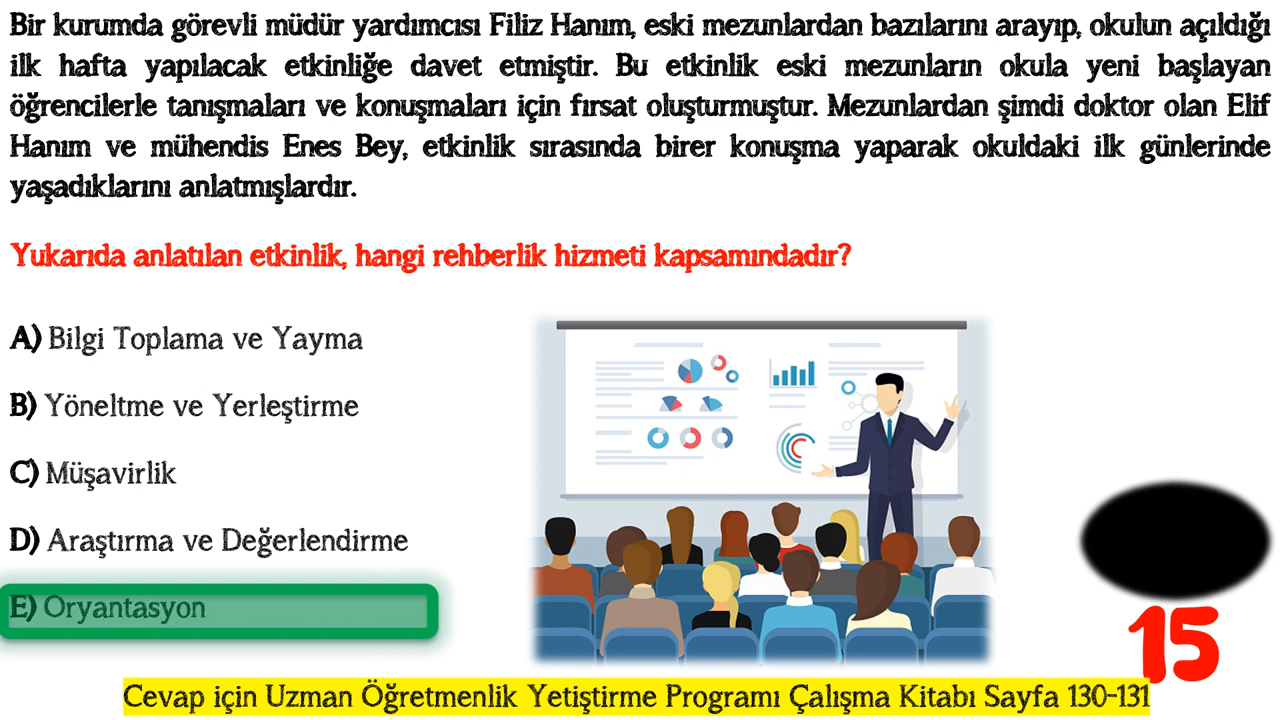 Bir kurumda görevli müdür yardımcısı Filiz Hanım, eski mezunlardan bazılarını arayıp, okulun açıldığı
ilk hafta yapılacak etkinliğe davet etmiştir. Bu etkinlik eski mezunların okula yeni başlayan
öğrencilerle tanışmaları ve konuşmaları için fırsat oluşturmuştur. Mezunlardan şimdi doktor olan Elif
Hanım ve mühendis Enes Bey, etkinlik sırasında birer konuşma yaparak okuldaki ilk günlerinde
yaşadıklarını anlatmışlardır.
Yukarıda anlatılan etkinlik, hangi rehberlik hizmeti kapsamındadır?
A) Bilgi Toplama ve Yayma
B) Yöneltme ve Yerleştirme
C) Müşavirlik
D) Araştırma ve Değerlendirme
E) Oryantasyon
15
Cevap için Uzman Öğretmenlik Yetiştirme Programı Çalışma Kitabı Sayfa 130-131